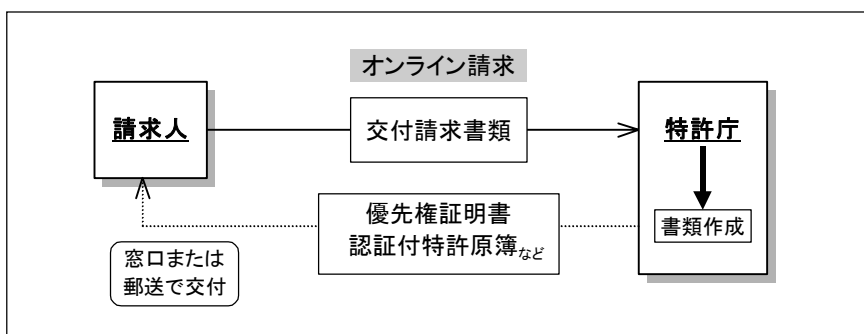 オンライン請求
請求人
交付請求書類
特許庁
書類作成
優先権証明書
認証付特許原簿など
窓口または
郵送で交付